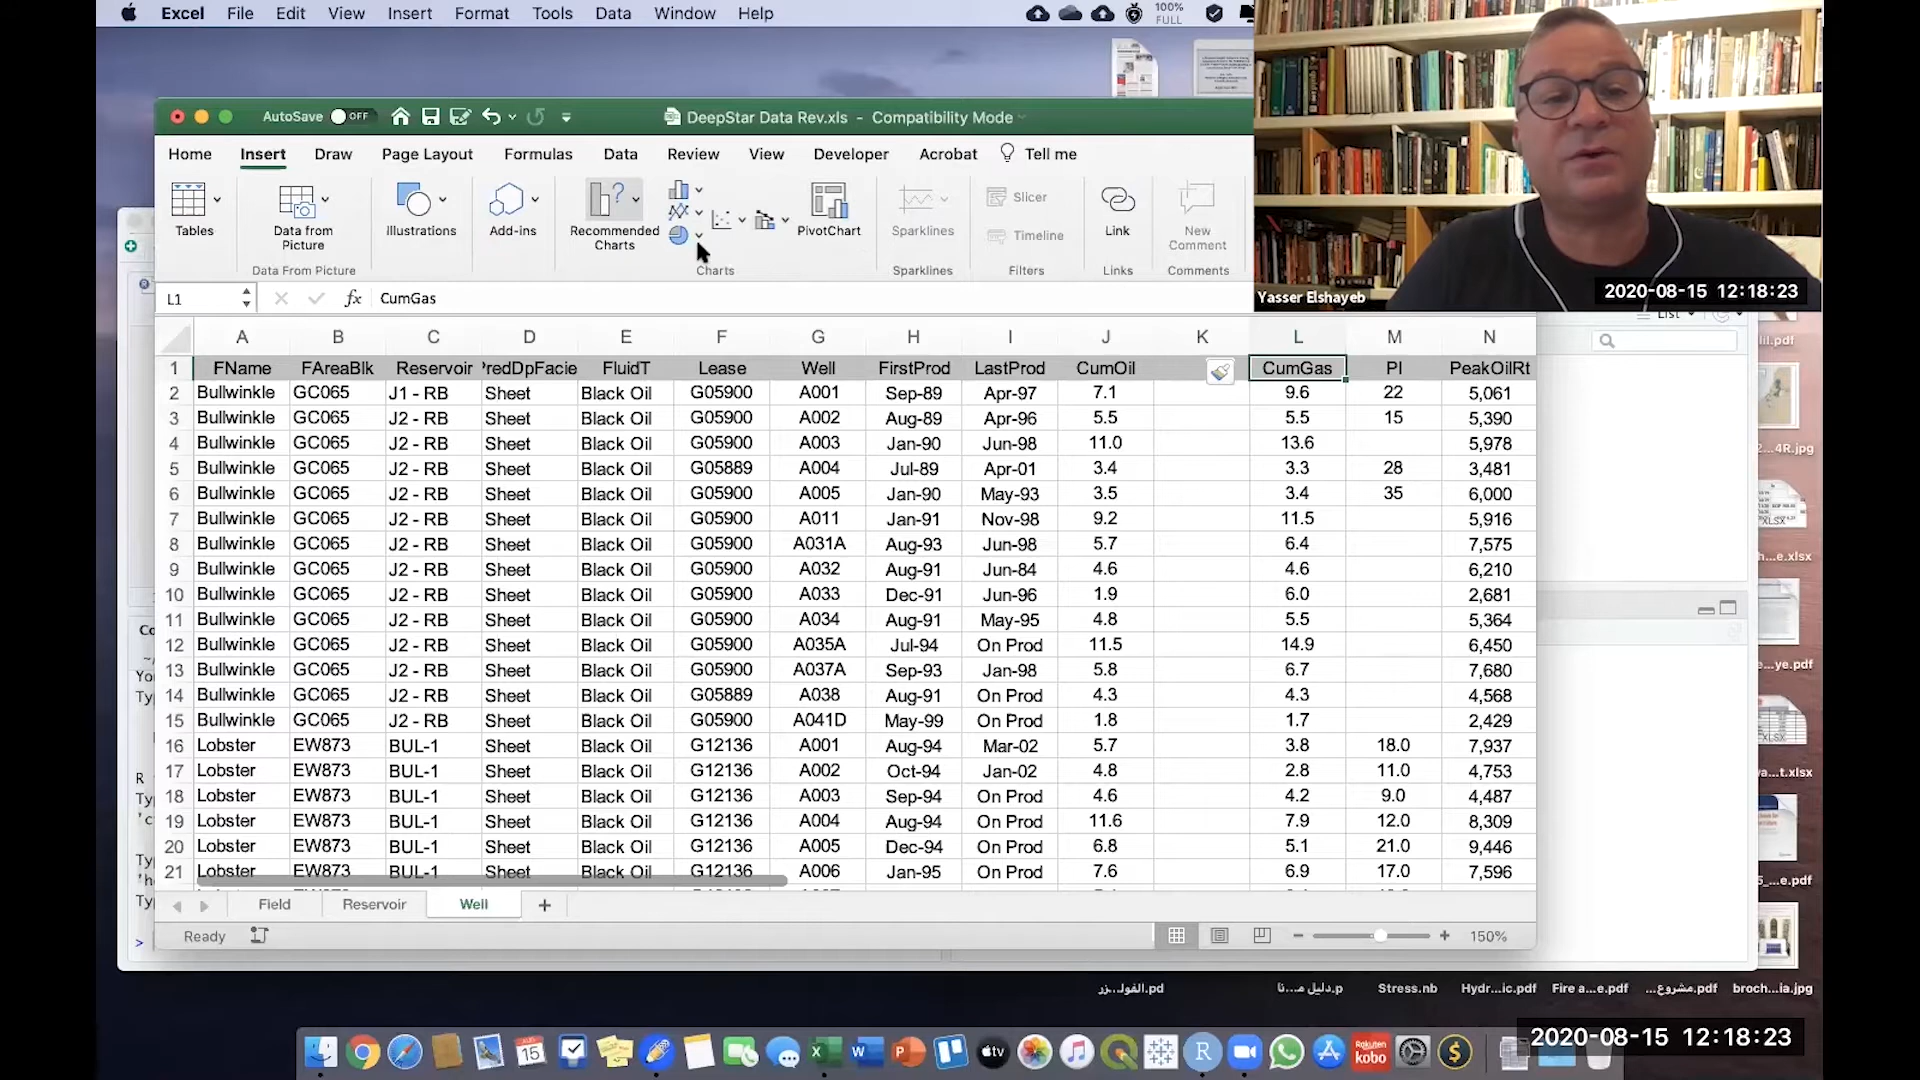 Excel File Edit View Insert Format Tools Data Window Help
100%
FULL
AutoSave OFF
DeepStar Data Rev.xls - Compatibility Mode
Home Insert Draw Page Layout Formulas Data Review View Developer Acrobat Tell me
Tables
Data from
Picture
Illustrations
Add-ins
Recommended
Charts
PivotChart
Sparklines
Slicer
Timeline
Link
New
Comment
Data From Picture Charts Sparklines Filters Links Comments
Yasser Elshayeb
2020-08-15 12:18:23
L1 fx CumGas
List
A B C D E F G H I J K L M N
1 FName FAreaBlk Reservoir PredDpFacie FluidT Lease Well FirstProd LastProd CumOil CumGas PI PeakOilRt
2 Bullwinkle GC065 J1 - RB Sheet Black Oil G05900 A001 Sep-89 Apr-97 7.1 9.6 22 5,061
3 Bullwinkle GC065 J2 - RB Sheet Black Oil G05900 A002 Aug-89 Apr-96 5.5 5.5 15 5,390
4 Bullwinkle GC065 J2 - RB Sheet Black Oil G05900 A003 Jan-90 Jun-98 11.0 13.6 5,978
5 Bullwinkle GC065 J2 - RB Sheet Black Oil G05889 A004 Jul-89 Apr-01 3.4 3.3 28 3,481
6 Bullwinkle GC065 J2 - RB Sheet Black Oil G05900 A005 Jan-90 May-93 3.5 3.4 35 6,000
7 Bullwinkle GC065 J2 - RB Sheet Black Oil G05900 A011 Jan-91 Nov-98 9.2 11.5 5,916
8 Bullwinkle GC065 J2 - RB Sheet Black Oil G05900 A031A Aug-93 Jun-98 5.7 6.4 7,575
9 Bullwinkle GC065 J2 - RB Sheet Black Oil G05900 A032 Aug-91 Jun-84 4.6 4.6 6,210
10 Bullwinkle GC065 J2 - RB Sheet Black Oil G05900 A033 Dec-91 Jun-96 1.9 6.0 2,681
11 Bullwinkle GC065 J2 - RB Sheet Black Oil G05900 A034 Aug-91 May-95 4.8 5.5 5,364
12 Bullwinkle GC065 J2 - RB Sheet Black Oil G05900 A035A Jul-94 On Prod 11.5 14.9 6,450
13 Bullwinkle GC065 J2 - RB Sheet Black Oil G05900 A037A Sep-93 Jan-98 5.8 6.7 7,680
14 Bullwinkle GC065 J2 - RB Sheet Black Oil G05889 A038 Aug-91 On Prod 4.3 4.3 4,568
15 Bullwinkle GC065 J2 - RB Sheet Black Oil G05900 A041D May-99 On Prod 1.8 1.7 2,429
16 Lobster EW873 BUL-1 Sheet Black Oil G12136 A001 Aug-94 Mar-02 5.7 3.8 18.0 7,937
17 Lobster EW873 BUL-1 Sheet Black Oil G12136 A002 Oct-94 Jan-02 4.8 2.8 11.0 4,753
18 Lobster EW873 BUL-1 Sheet Black Oil G12136 A003 Sep-94 On Prod 4.6 4.2 9.0 4,487
19 Lobster EW873 BUL-1 Sheet Black Oil G12136 A004 Aug-94 On Prod 11.6 7.9 12.0 8,309
20 Lobster EW873 BUL-1 Sheet Black Oil G12136 A005 Dec-94 On Prod 6.8 5.1 21.0 9,446
21 Lobster EW873 BUL-1 Sheet Black Oil G12136 A006 Jan-95 On Prod 7.6 6.9 17.0 7,596
Field Reservoir Well +
Ready 150%
lil.pdf
2...4R.jpg
XLSX
h...e.xlsx
...ye.pdf
XLSX
a...t.xlsx
5_...e.pdf
Stress.nb Hydr...ic.pdf Fire a...e.pdf مشروع....pdf broch...ia.jpg
AUG
15
tv
Rakuten
kobo
2020-08-15 12:18:23